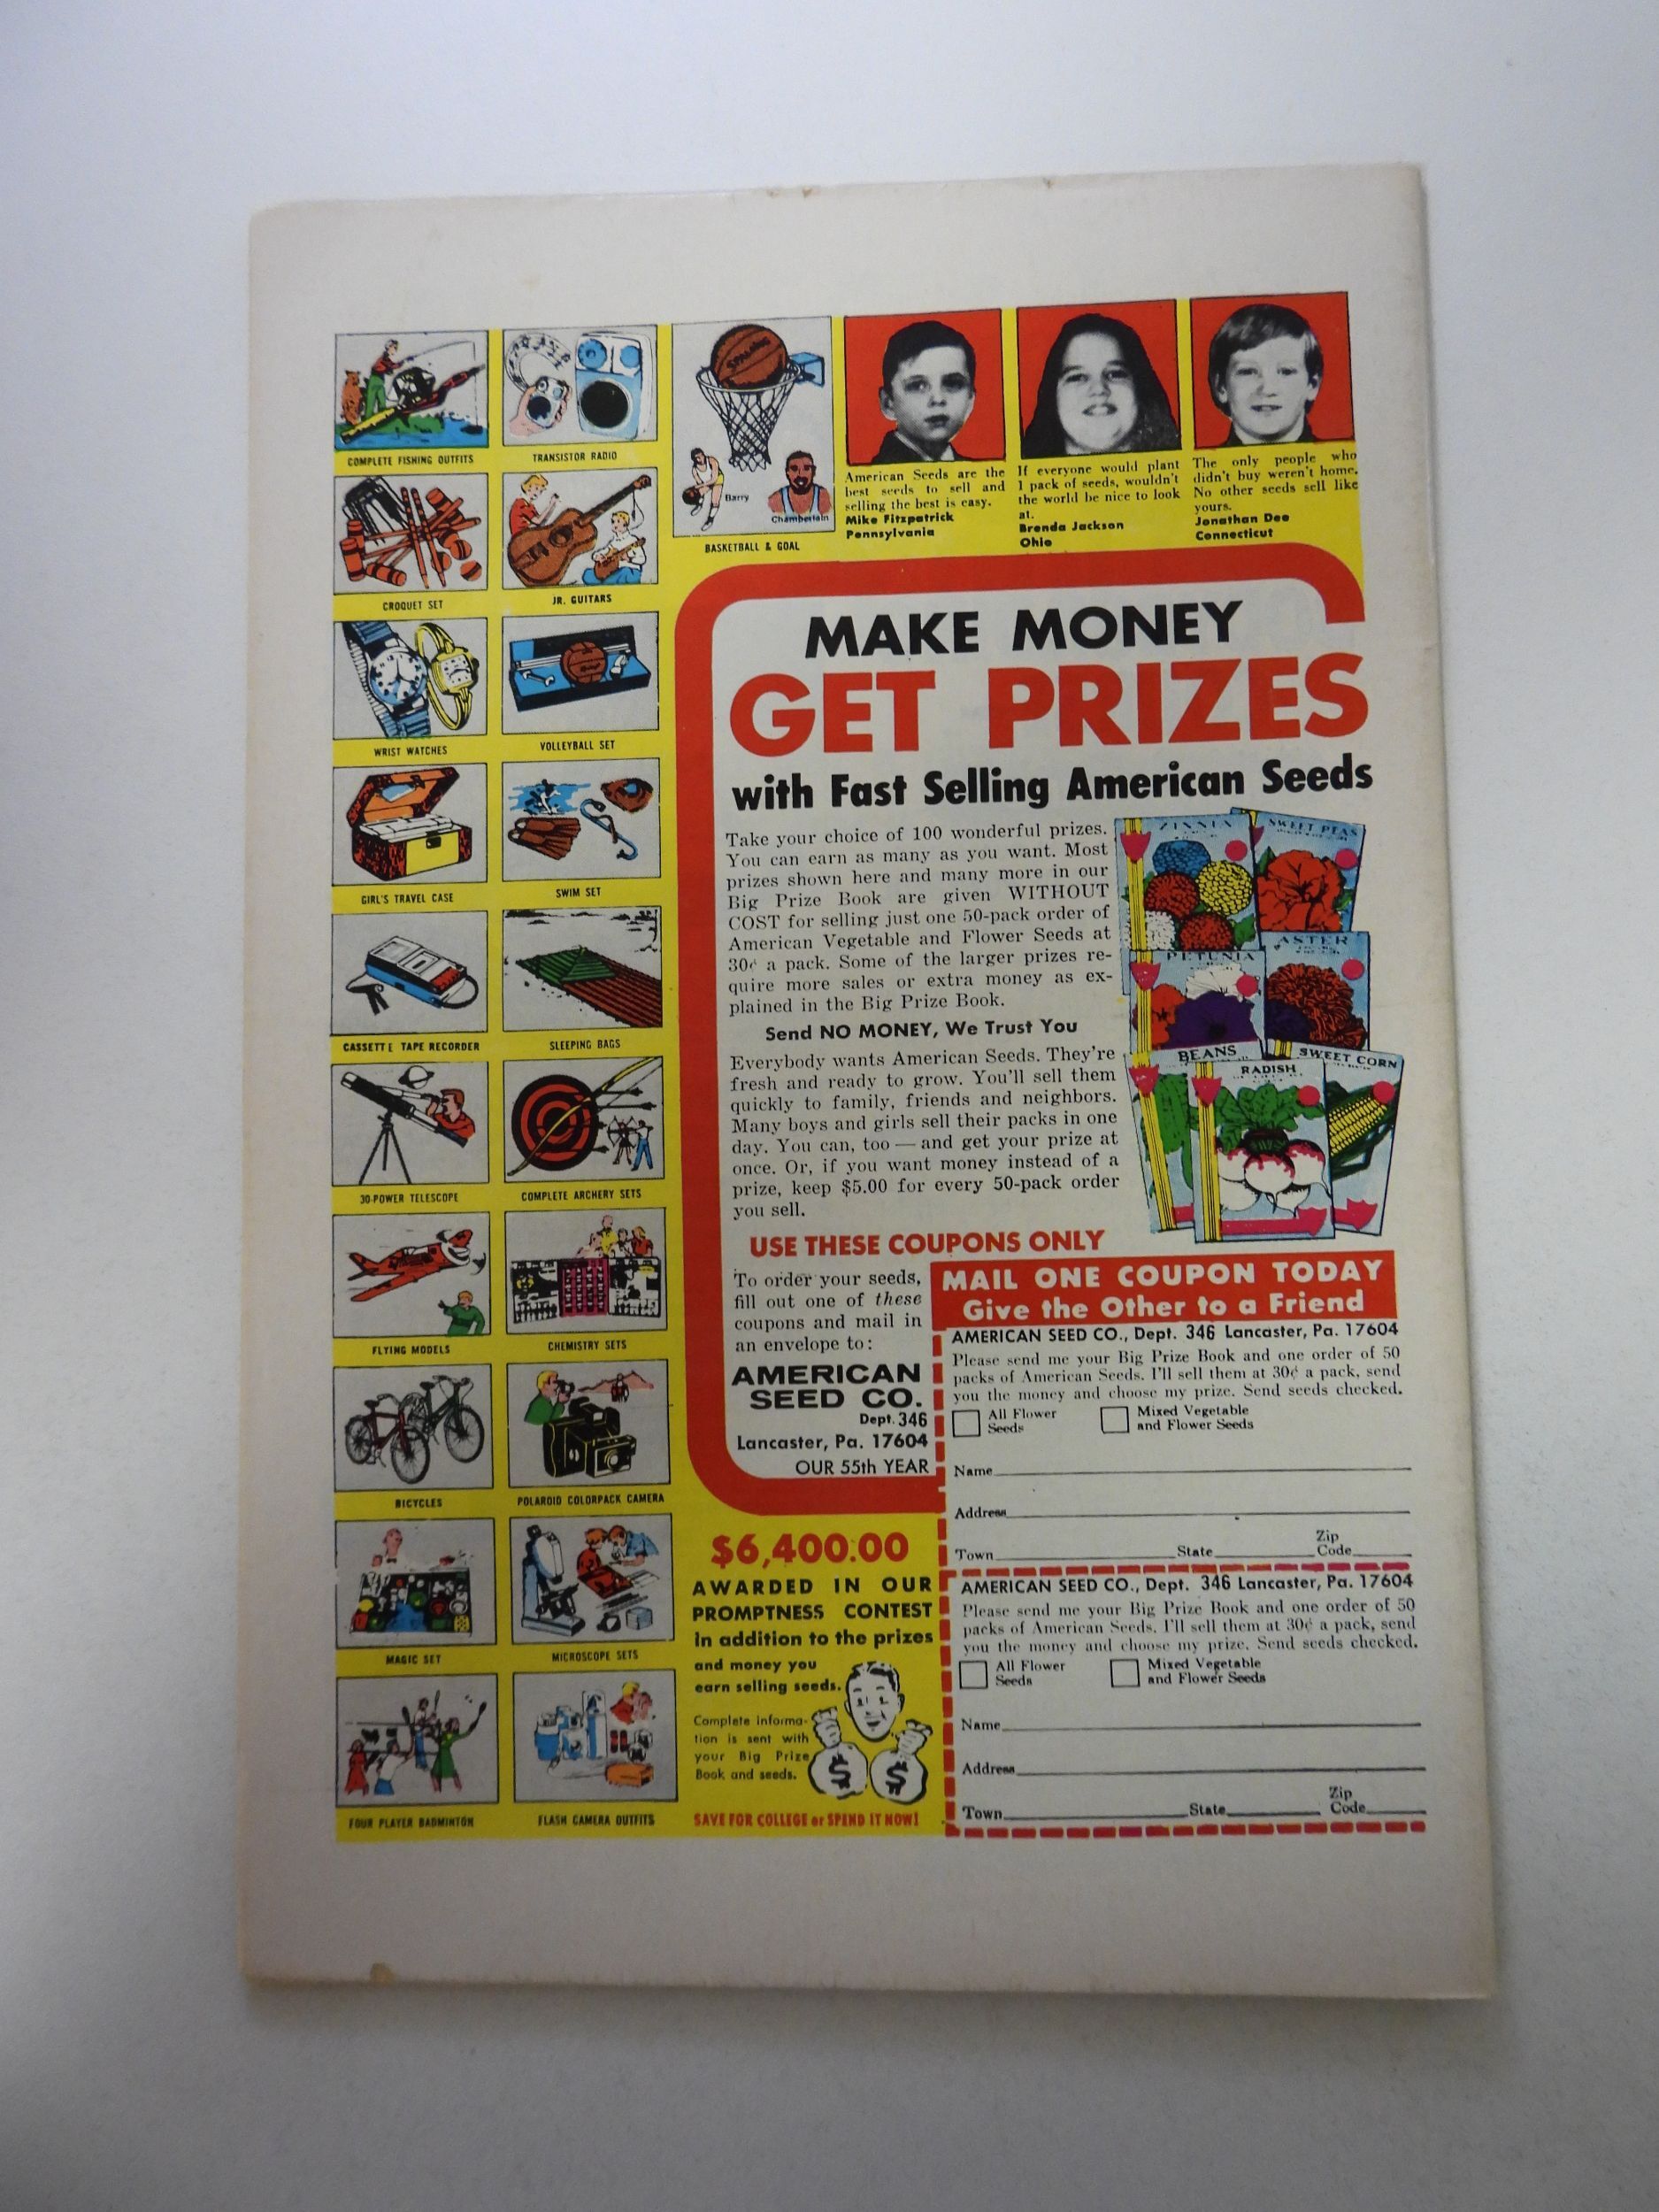 COMPLETE FISHING OUTFITS
TRANSISTOR RADIO
SPALDING
Barry
Chamberlain
BASKETBALL & GOAL
American Seeds are the
best seeds to sell and
selling the best is easy.
Mike Fitzpatrick
Pennsylvania
If everyone would plant
1 pack of seeds, wouldn't
the world be nice to look
at.
Brenda Jackson
Ohio
The only people who
didn't buy weren't home.
No other seeds sell like
yours.
Jonathan Dee
Connecticut
CROQUET SET
JR. GUITARS
WRIST WATCHES
VOLLEYBALL SET
GIRL'S TRAVEL CASE
SWIM SET
CASSETTE TAPE RECORDER
SLEEPING BAGS
30-POWER TELESCOPE
COMPLETE ARCHERY SETS
FLYING MODELS
CHEMISTRY SETS
BICYCLES
POLAROID COLORPACK CAMERA
MAGIC SET
MICROSCOPE SETS
FOUR PLAYER BADMINTON
FLASH CAMERA OUTFITS
MAKE MONEY
GET PRIZES
with Fast Selling American Seeds
Take your choice of 100 wonderful prizes.
You can earn as many as you want. Most
prizes shown here and many more in our
Big Prize Book are given WITHOUT
COST for selling just one 50-pack order of
American Vegetable and Flower Seeds at
30¢ a pack. Some of the larger prizes re-
quire more sales or extra money as ex-
plained in the Big Prize Book.
Send NO MONEY, We Trust You
Everybody wants American Seeds. They're
fresh and ready to grow. You'll sell them
quickly to family, friends and neighbors.
Many boys and girls sell their packs in one
day. You can, too — and get your prize at
once. Or, if you want money instead of a
prize, keep $5.00 for every 50-pack order
you sell.
ZINNIA
SWEET PEAS
PETUNIA
ASTER
BEANS
RADISH
SWEET CORN
USE THESE COUPONS ONLY
To order your seeds,
fill out one of these
coupons and mail in
an envelope to:
AMERICAN
SEED CO.
Dept. 346
Lancaster, Pa. 17604
OUR 55th YEAR
MAIL ONE COUPON TODAY
Give the Other to a Friend
AMERICAN SEED CO., Dept. 346 Lancaster, Pa. 17604
Please send me your Big Prize Book and one order of 50
packs of American Seeds. I'll sell them at 30¢ a pack, send
you the money and choose my prize. Send seeds checked.
All Flower
Seeds
Mixed Vegetable
and Flower Seeds
Name
Address
Town State Zip Code
AMERICAN SEED CO., Dept. 346 Lancaster, Pa. 17604
Please send me your Big Prize Book and one order of 50
packs of American Seeds. I'll sell them at 30¢ a pack, send
you the money and choose my prize. Send seeds checked.
All Flower
Seeds
Mixed Vegetable
and Flower Seeds
Name
Address
Town State Zip Code
$6,400.00
AWARDED IN OUR
PROMPTNESS CONTEST
in addition to the prizes
and money you
earn selling seeds.
Complete informa-
tion is sent with
your Big Prize
Book and seeds.
$ $
SAVE FOR COLLEGE or SPEND IT NOW!